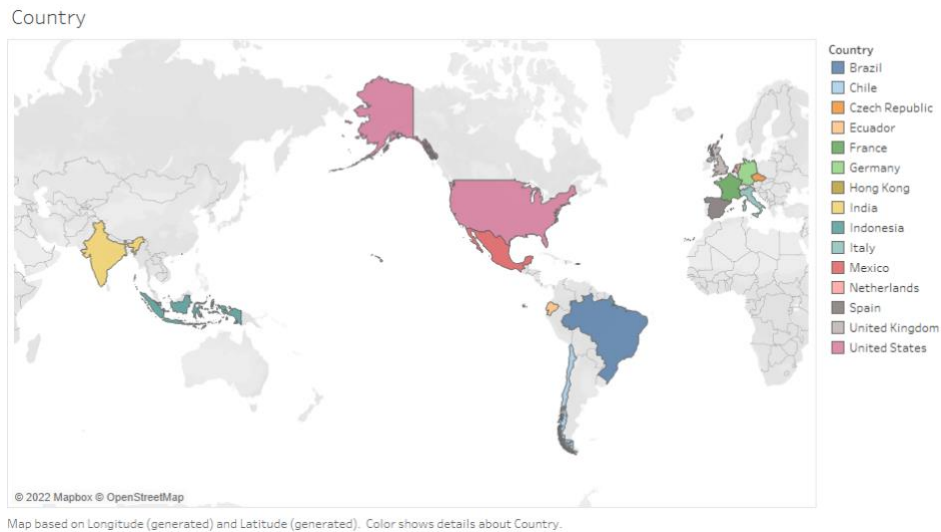 Country
Country
Brazil
Chile
Czech Republic
Ecuador
France
Germany
Hong Kong
India
Indonesia
Italy
Mexico
Netherlands
Spain
United Kingdom
United States
© 2022 Mapbox © OpenStreetMap
Map based on Longitude (generated) and Latitude (generated). Color shows details about Country.